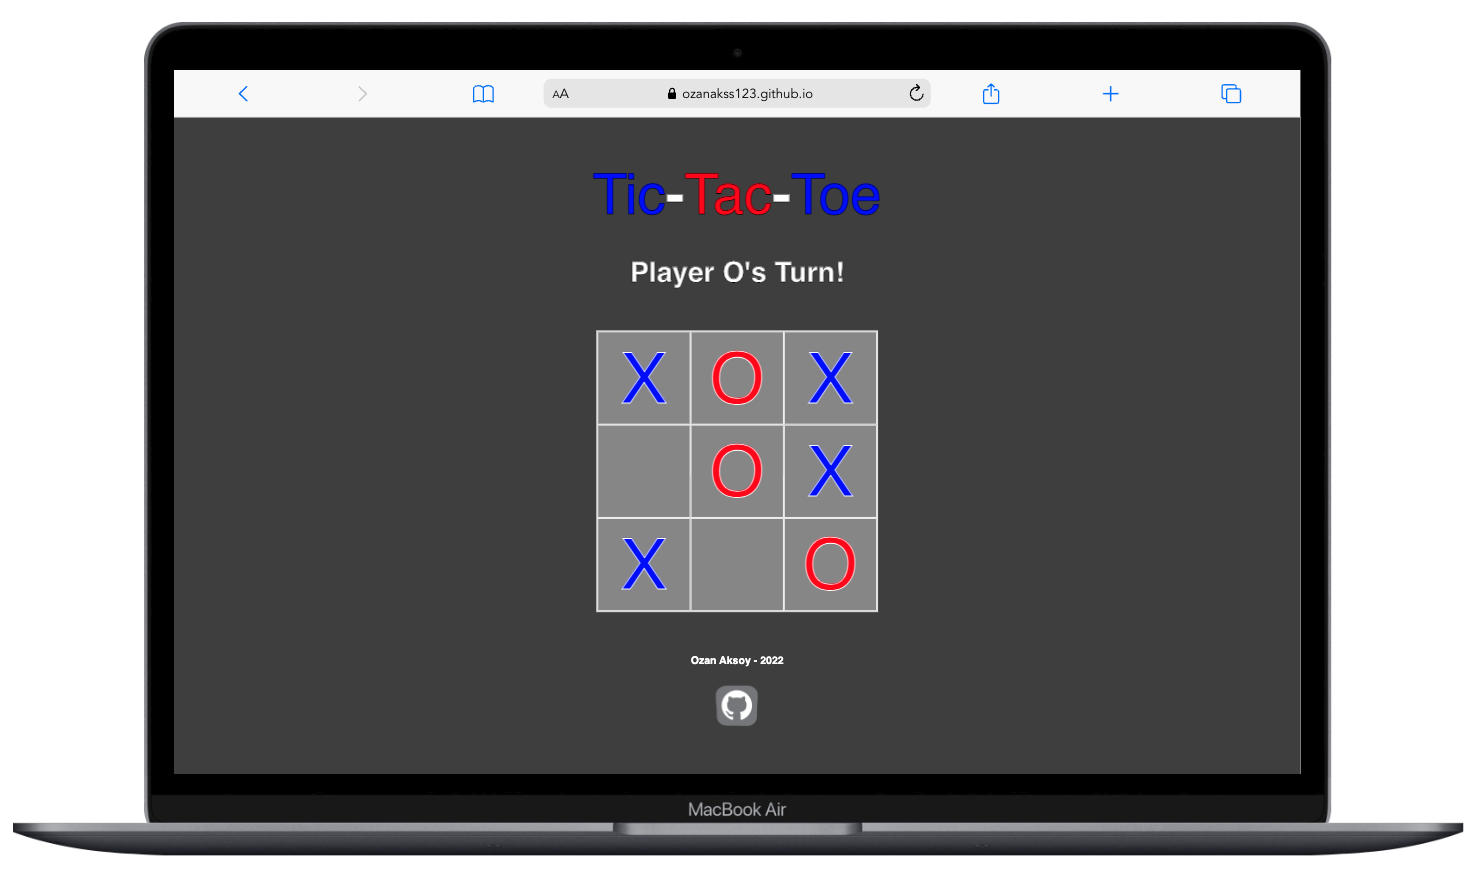 AA ozanakss123.github.io
Tic-Tac-Toe
Player O's Turn!
X O X
O X
X O
Ozan Aksoy - 2022
MacBook Air